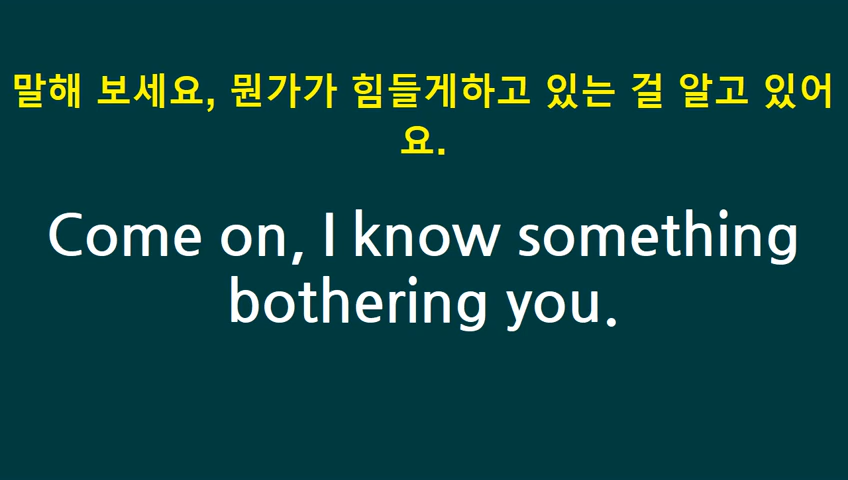 말해 보세요, 뭔가가 힘들게하고 있는 걸 알고 있어
요.
Come on, I know something
bothering you.